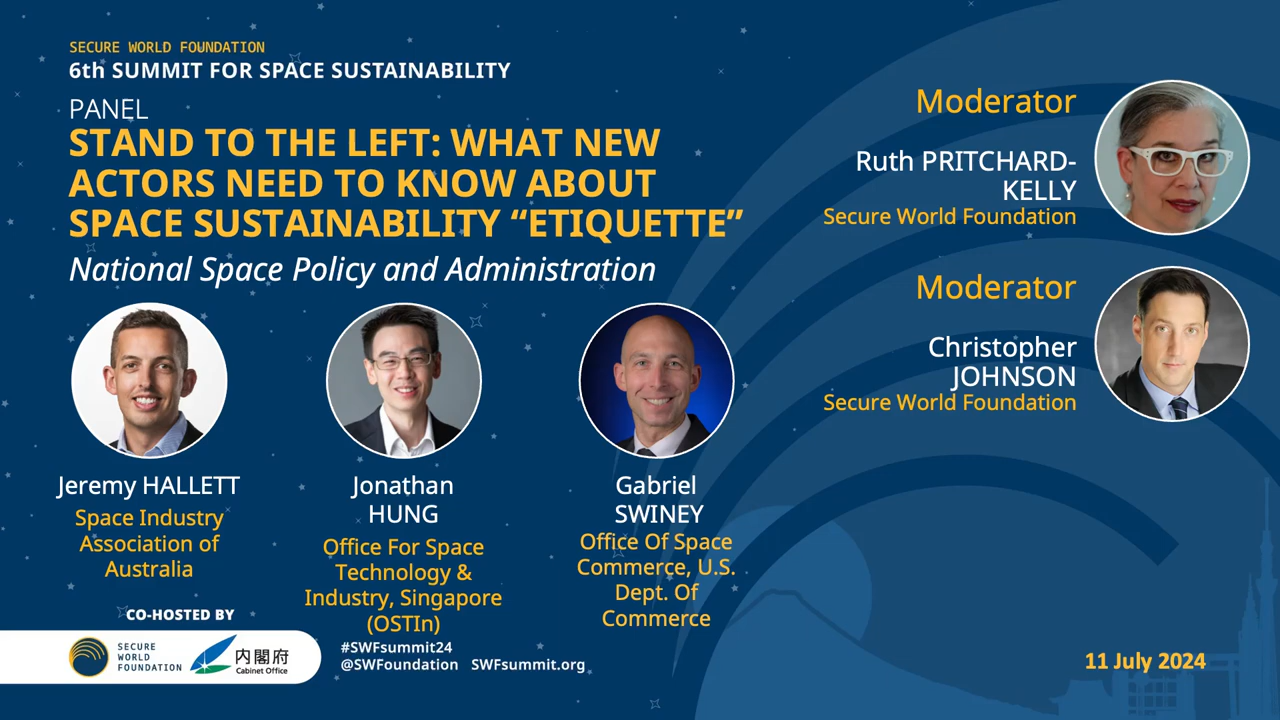 SECURE WORLD FOUNDATION
6th SUMMIT FOR SPACE SUSTAINABILITY
PANEL
STAND TO THE LEFT: WHAT NEW
ACTORS NEED TO KNOW ABOUT
SPACE SUSTAINABILITY “ETIQUETTE”
National Space Policy and Administration
Moderator
Ruth PRITCHARD-
KELLY
Secure World Foundation
Moderator
Christopher
JOHNSON
Secure World Foundation
Jeremy HALLETT
Space Industry
Association of
Australia
Jonathan
HUNG
Office For Space
Technology &
Industry, Singapore
(OSTIn)
Gabriel
SWINEY
Office Of Space
Commerce, U.S.
Dept. Of
Commerce
CO-HOSTED BY
SECURE
WORLD
FOUNDATION
内閣府
Cabinet Office
#SWFsummit24
@SWFoundation SWFsummit.org
11 July 2024